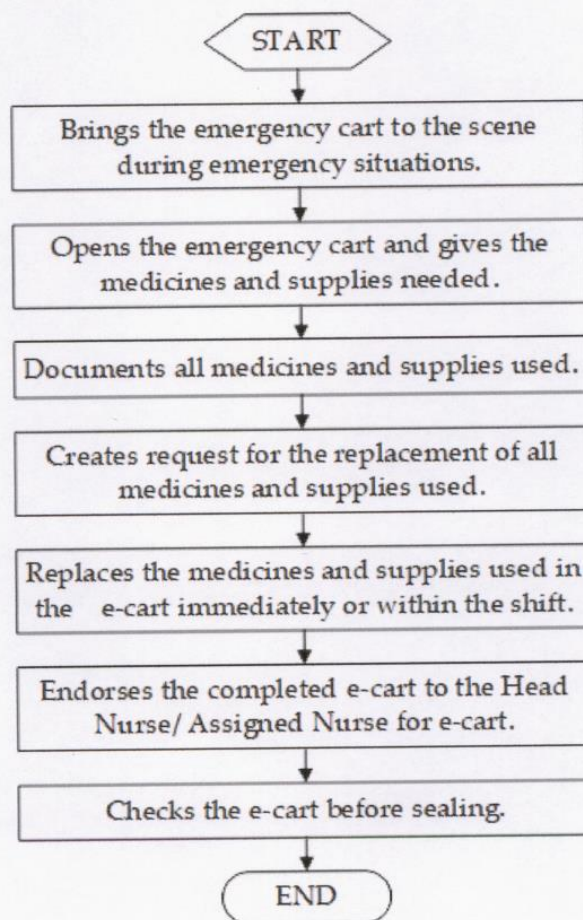 START
Brings the emergency cart to the scene
during emergency situations.
Opens the emergency cart and gives the
medicines and supplies needed.
Documents all medicines and supplies used.
Creates request for the replacement of all
medicines and supplies used.
Replaces the medicines and supplies used in
the e-cart immediately or within the shift.
Endorses the completed e-cart to the Head
Nurse/ Assigned Nurse for e-cart.
Checks the e-cart before sealing.
END